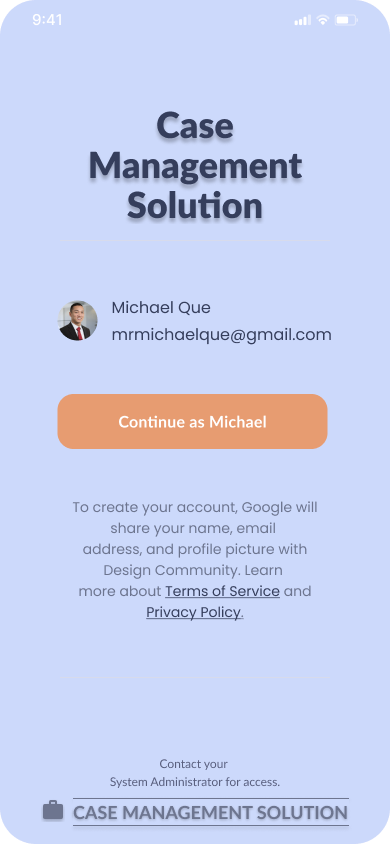 9:41
Case
Management
Solution
Michael Que
mrmichaelque@gmail.com
Continue as Michael
To create your account, Google will
share your name, email
address, and profile picture with
Design Community. Learn
more about Terms of Service and
Privacy Policy.
Contact your
System Administrator for access.
CASE MANAGEMENT SOLUTION